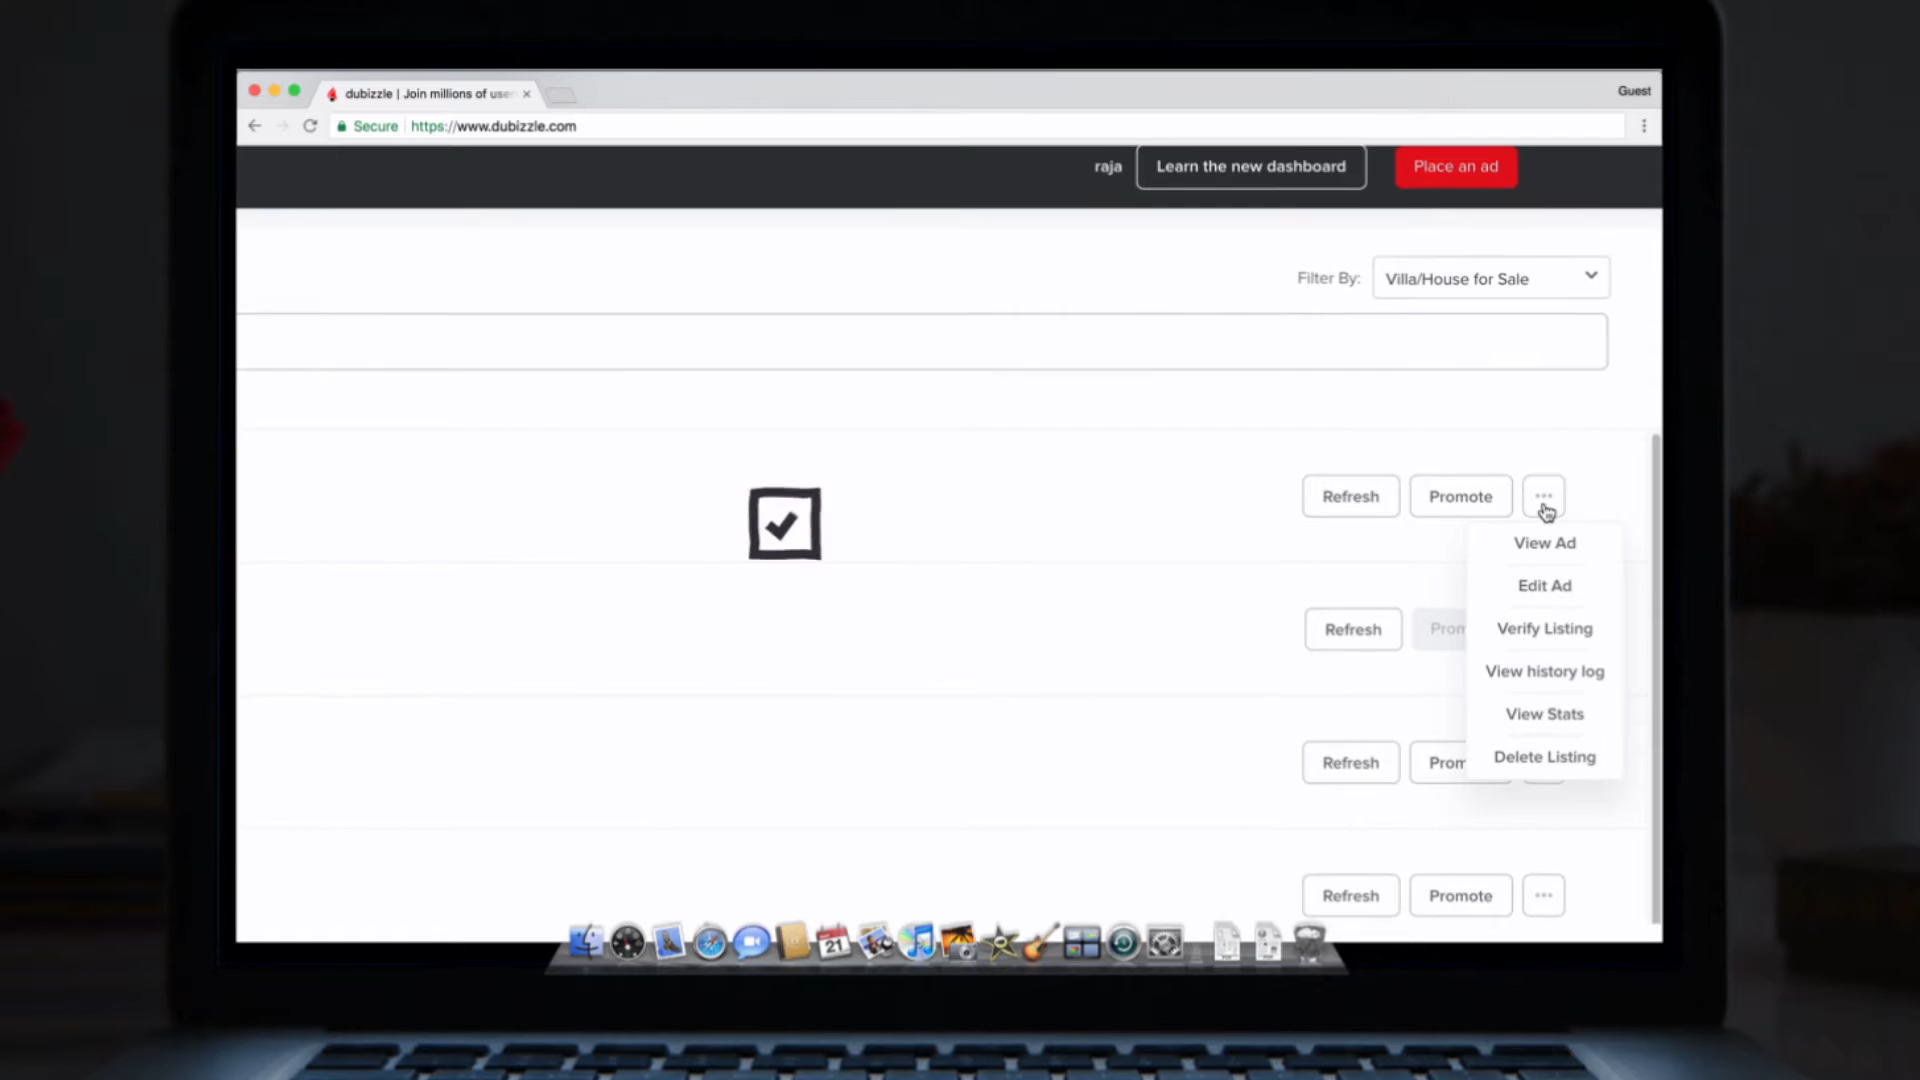 dubizzle | Join millions of use
Guest
Secure
https://www.dubizzle.com
raja
Learn the new dashboard
Place an ad
Filter By:
Villa/House for Sale
Refresh
Promote
View Ad
Edit Ad
Refresh
Prom
Verify Listing
View history log
View Stats
Refresh
Prom
Delete Listing
Refresh
Promote
21